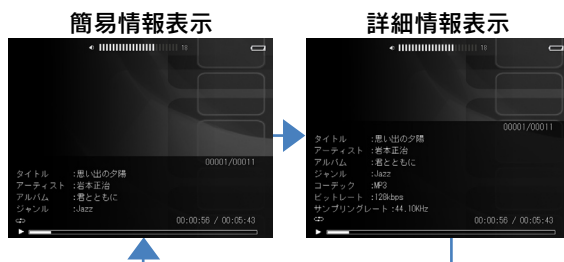 簡易情報表示
18
00001/00011
タイトル :思い出の夕陽
アーティスト :岩本正治
アルバム :君とともに
ジャンル :Jazz
00:00:56 / 00:05:43
詳細情報表示
18
00001/00011
タイトル :思い出の夕陽
アーティスト :岩本正治
アルバム :君とともに
ジャンル :Jazz
コーデック :MP3
ビットレート :128kbps
サンプリングレート :44.10KHz
00:00:56 / 00:05:43